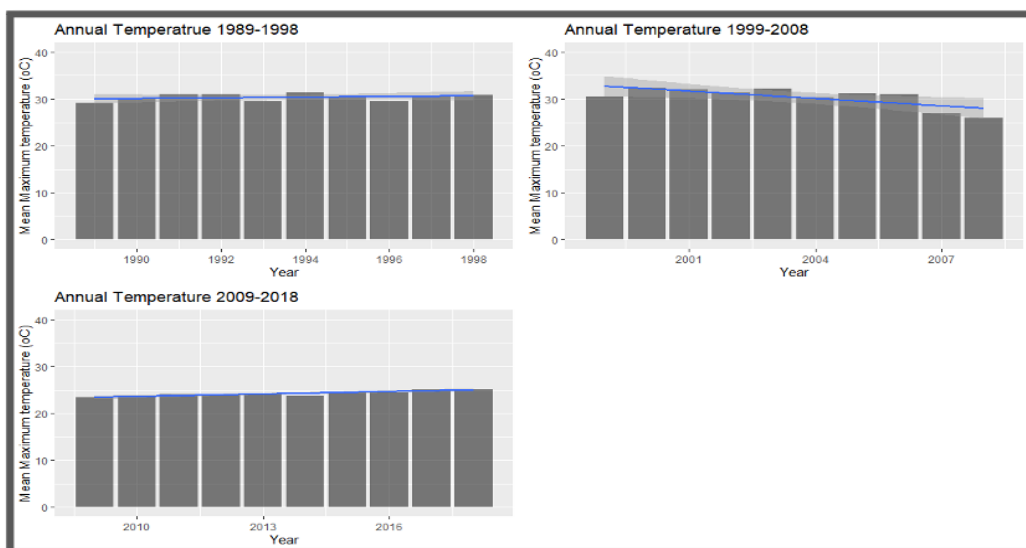 Annual Temperatrue 1989-1998
Mean Maximum temperature (oC)
40
30
20
10
0
1990 1992 1994 1996 1998
Year
Annual Temperature 1999-2008
Mean Maximum temperature (oC)
40
30
20
10
0
2001 2004 2007
Year
Annual Temperature 2009-2018
Mean Maximum temperature (oC)
40
30
20
10
0
2010 2013 2016
Year